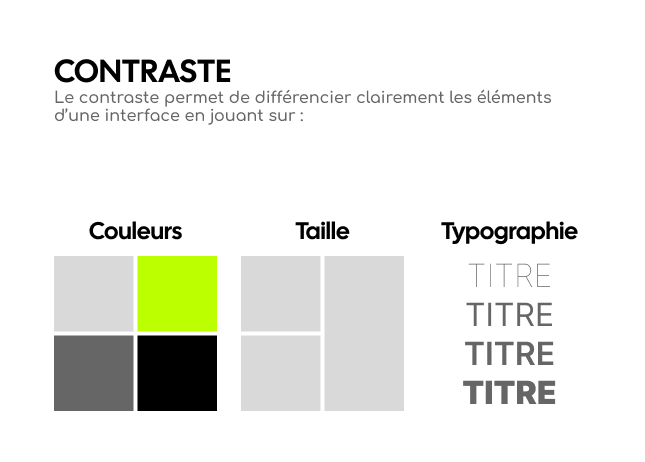 CONTRASTE
Le contraste permet de différencier clairement les éléments
d’une interface en jouant sur :
Couleurs
Taille
Typographie
TITRE
TITRE
TITRE
TITRE